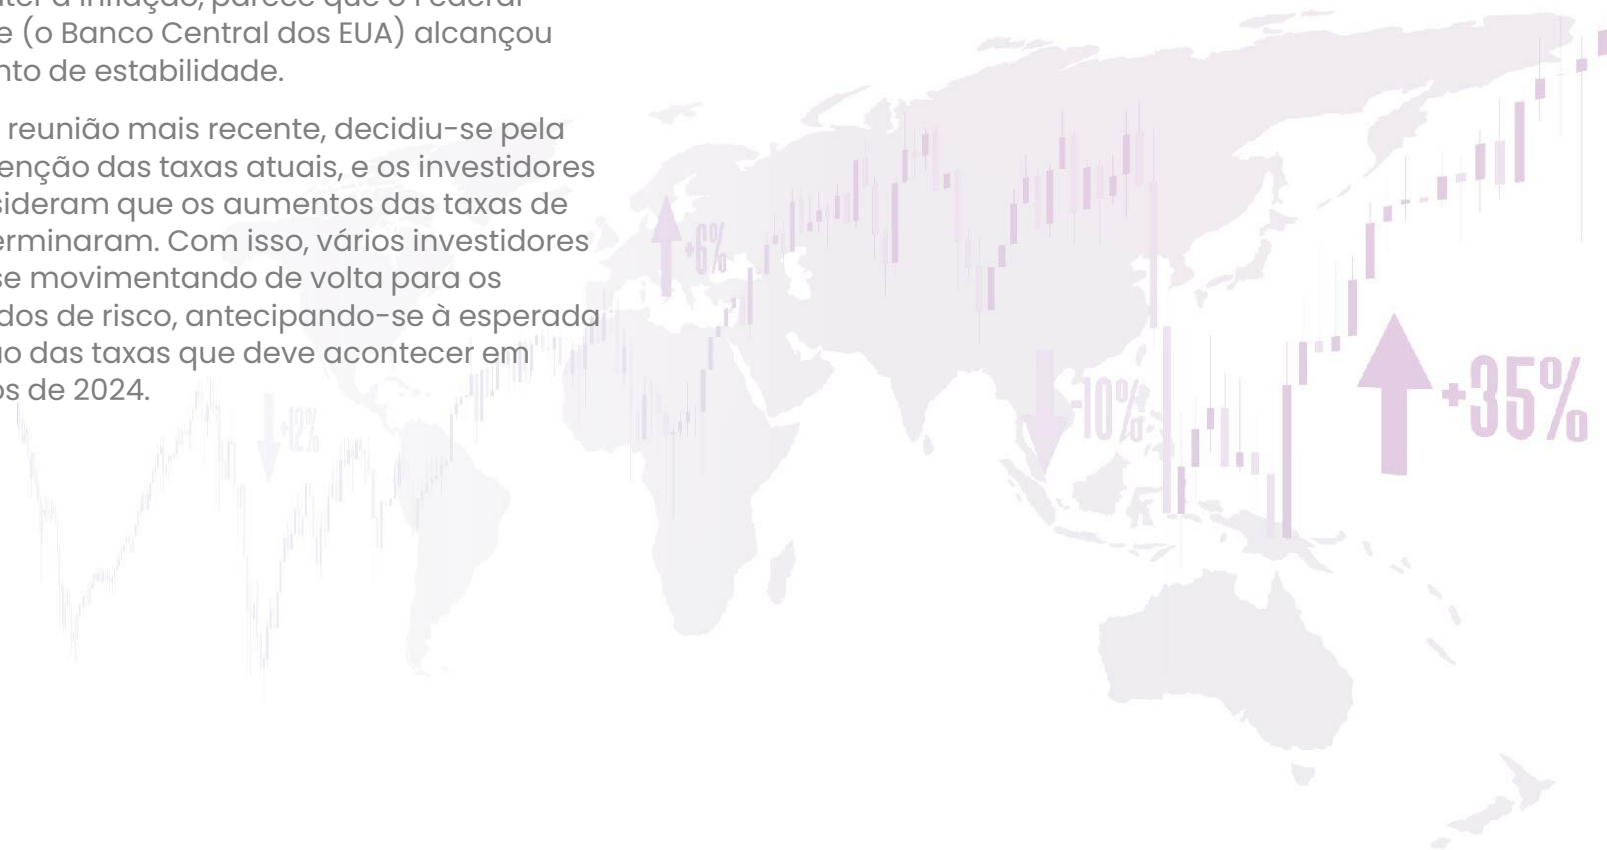 ter a inflação, parece que o Federal
e (o Banco Central dos EUA) alcançou
nto de estabilidade.
reunião mais recente, decidiu-se pela
enção das taxas atuais, e os investidores
sideram que os aumentos das taxas de
erminaram. Com isso, vários investidores
se movimentando de volta para os
dos de risco, antecipando-se à esperada
o das taxas que deve acontecer em
s de 2024.
+6%
+12%
-10%
+35%